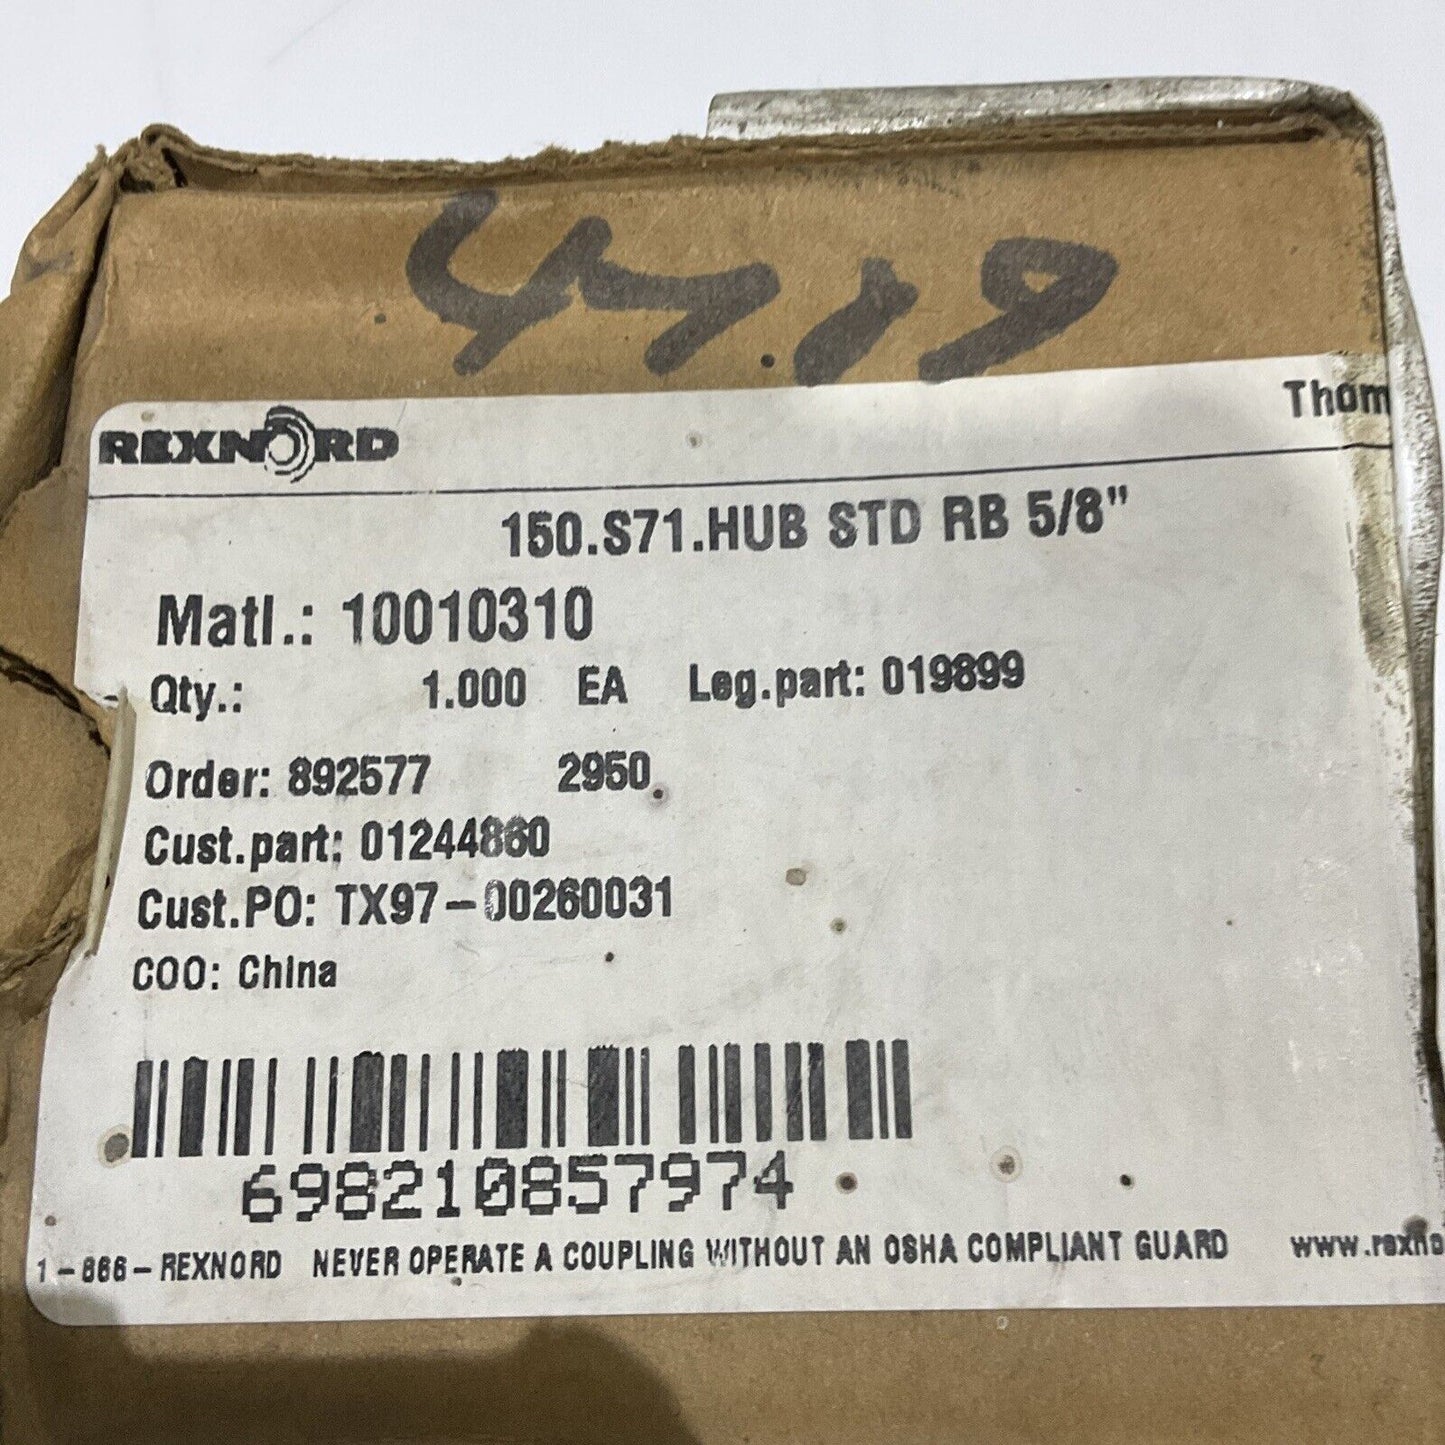 REXNORD Thom
150.S71.HUB STD RB 5/8"
Matl.: 10010310
Qty.: 1.000 EA Leg.part: 019899
Order: 892577 2950
Cust.part: 01244860
Cust.PO: TX97-00260031
COO: China
698210857974
1-866-REXNORD NEVER OPERATE A COUPLING WITHOUT AN OSHA COMPLIANT GUARD www.rexno